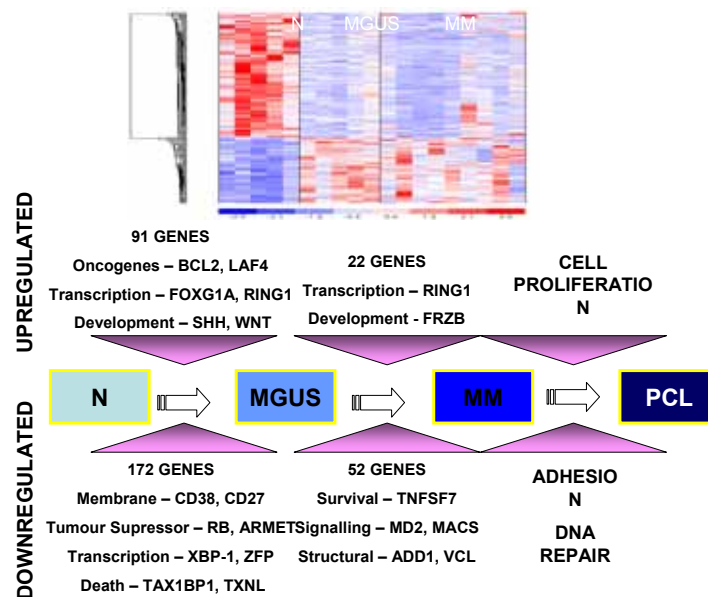 N MGUS MM
UPREGULATED
91 GENES
Oncogenes – BCL2, LAF4
Transcription – FOXG1A, RING1
Development – SHH, WNT
22 GENES
Transcription – RING1
Development - FRZB
CELL
PROLIFERATIO
N
N
MGUS
MM
PCL
DOWNREGULATED
172 GENES
Membrane – CD38, CD27
Tumour Supressor – RB, ARMET
Transcription – XBP-1, ZFP
Death – TAX1BP1, TXNL
52 GENES
Survival – TNFSF7
Signalling – MD2, MACS
Structural – ADD1, VCL
ADHESIO
N
DNA
REPAIR